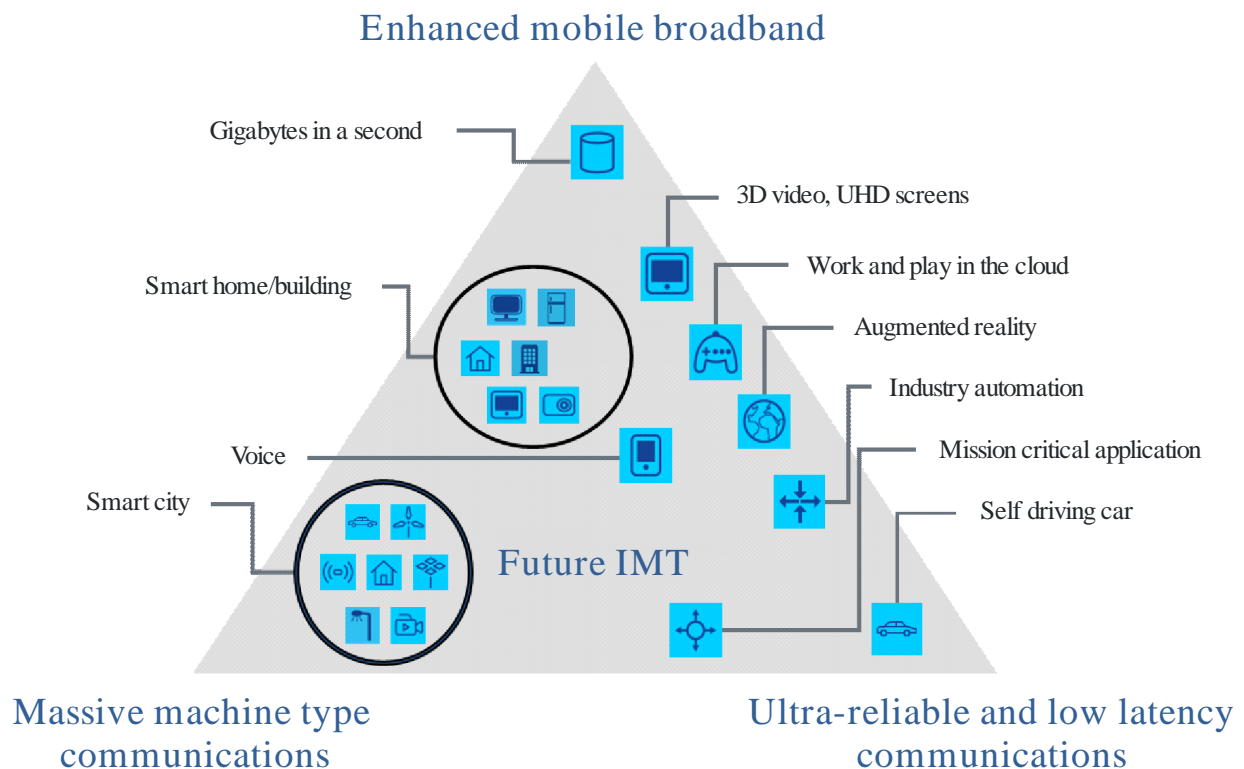 Enhanced mobile broadband
Gigabytes in a second
3D video, UHD screens
Work and play in the cloud
Smart home/building
Augmented reality
Industry automation
Mission critical application
Voice
Smart city
Self driving car
Future IMT
Massive machine type
communications
Ultra-reliable and low latency
communications